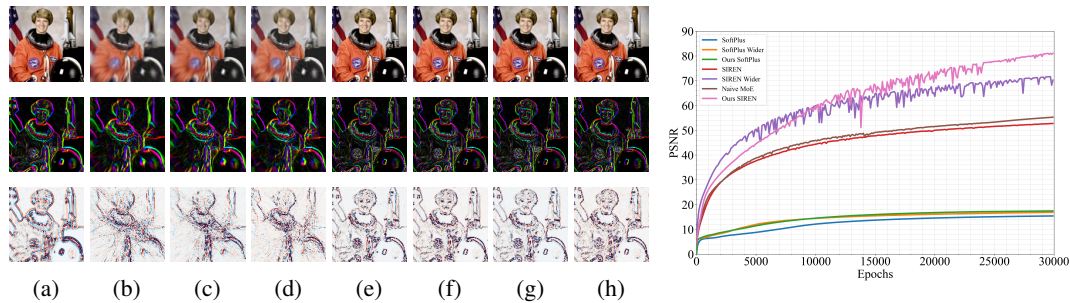 (a) (b) (c) (d) (e) (f) (g) (h)
PSNR
90
80
70
60
50
40
30
20
10
0
SoftPlus
SoftPlus Wider
Ours SoftPlus
SIREN
SIREN Wider
Naive MoE
Ours SIREN
0 5000 10000 15000 20000 25000 30000
Epochs